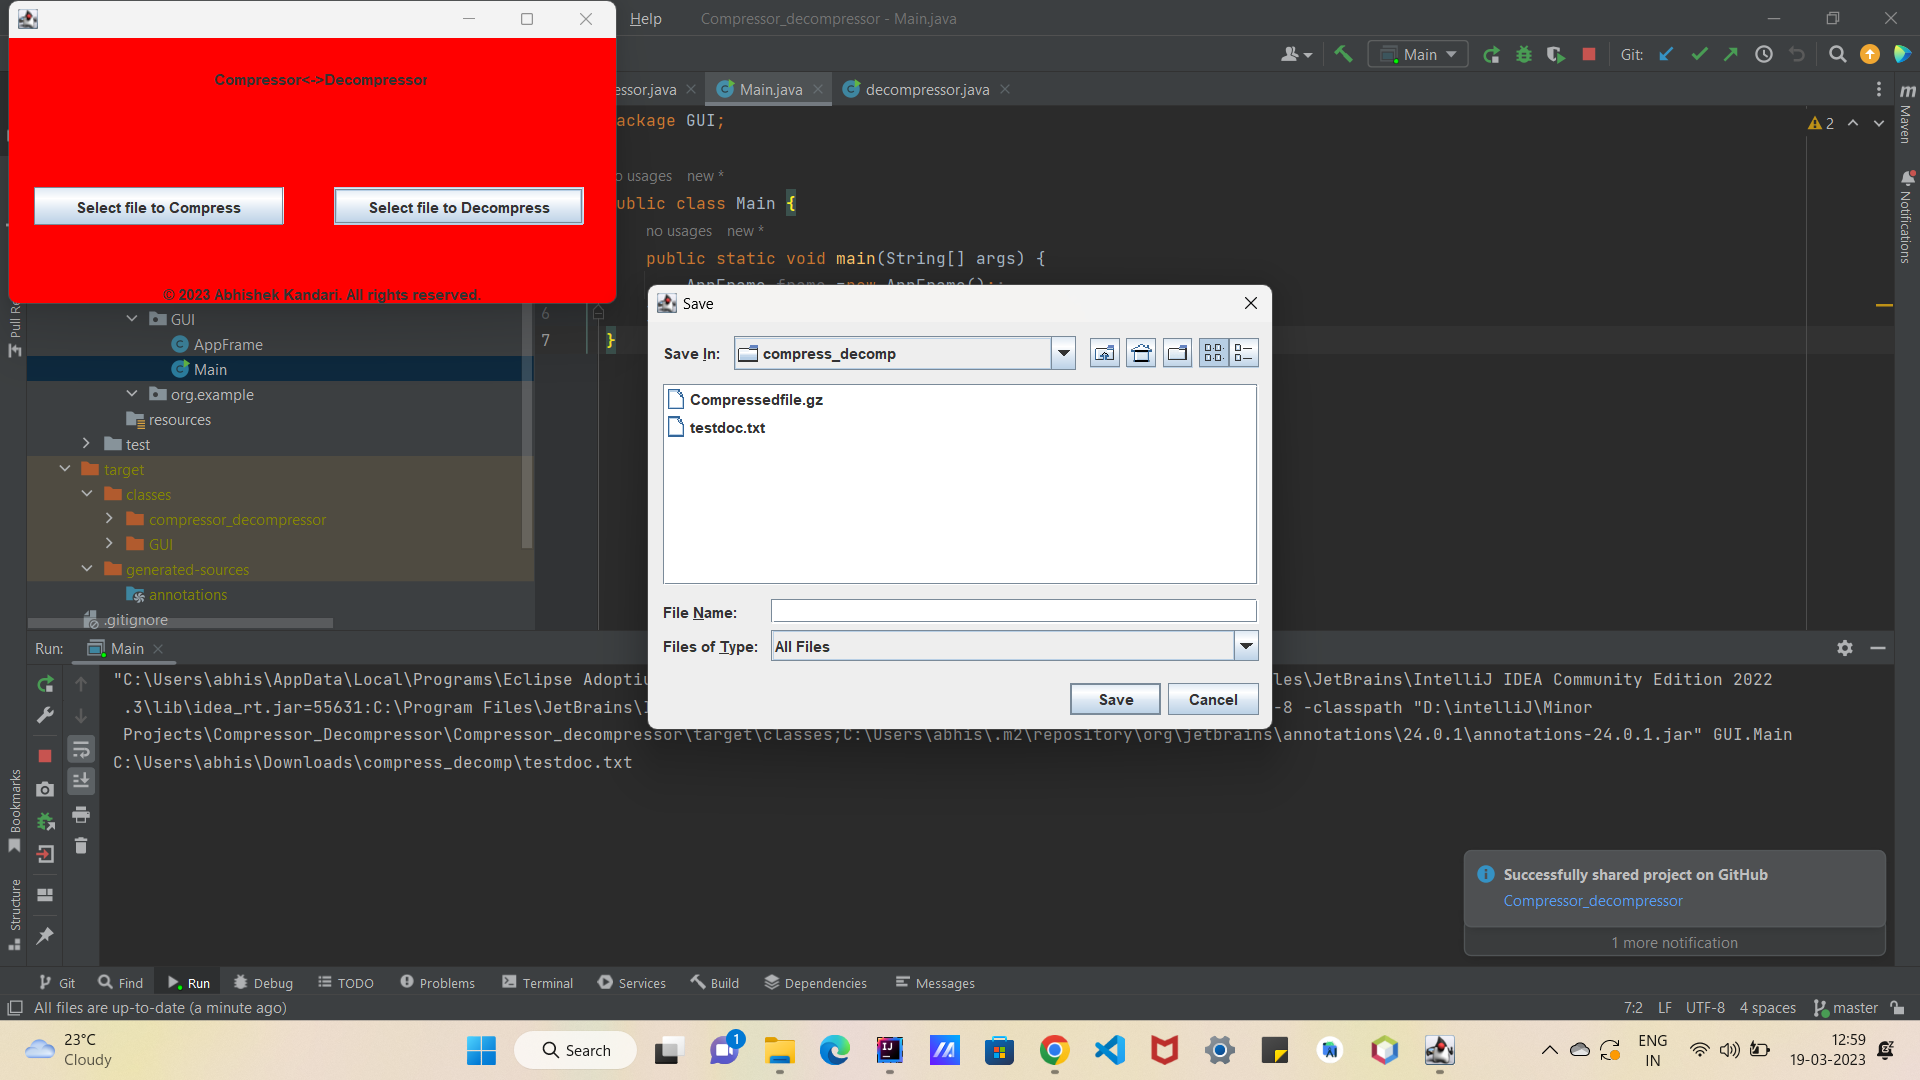 Help
Compressor_decompressor - Main.java
Compressor<->Decompressor
Select file to Compress
Select file to Decompress
© 2023 Abhishek Kandari. All rights reserved.
Main
Git:
essor.java
Main.java
decompressor.java
ackage GUI;
2
o usages new *
ublic class Main {
no usages new *
public static void main(String[] args) {
6
7
}
Maven
Notifications
Pull Re
GUI
AppFrame
Main
org.example
resources
test
target
classes
compressor_decompressor
GUI
generated-sources
annotations
.gitignore
Save
Save In:
compress_decomp
Compressedfile.gz
testdoc.txt
File Name:
Files of Type:
All Files
Save
Cancel
Run:
Main
"C:\Users\abhis\AppData\Local\Programs\Eclipse Adoptiu
les\JetBrains\IntelliJ IDEA Community Edition 2022
.3\lib\idea_rt.jar=55631:C:\Program Files\JetBrains\I
-8 -classpath "D:\intelliJ\Minor
Projects\Compressor_Decompressor\Compressor_decompressor\target\classes;C:\Users\abhis\.m2\repository\org\jetbrains\annotations\24.0.1\annotations-24.0.1.jar" GUI.Main
C:\Users\abhis\Downloads\compress_decomp\testdoc.txt
Bookmarks
Structure
Successfully shared project on GitHub
Compressor_decompressor
1 more notification
Git
Find
Run
Debug
TODO
Problems
Terminal
Services
Build
Dependencies
Messages
All files are up-to-date (a minute ago)
7:2
LF
UTF-8
4 spaces
master
23°C
Cloudy
Search
1
ENG
IN
12:59
19-03-2023